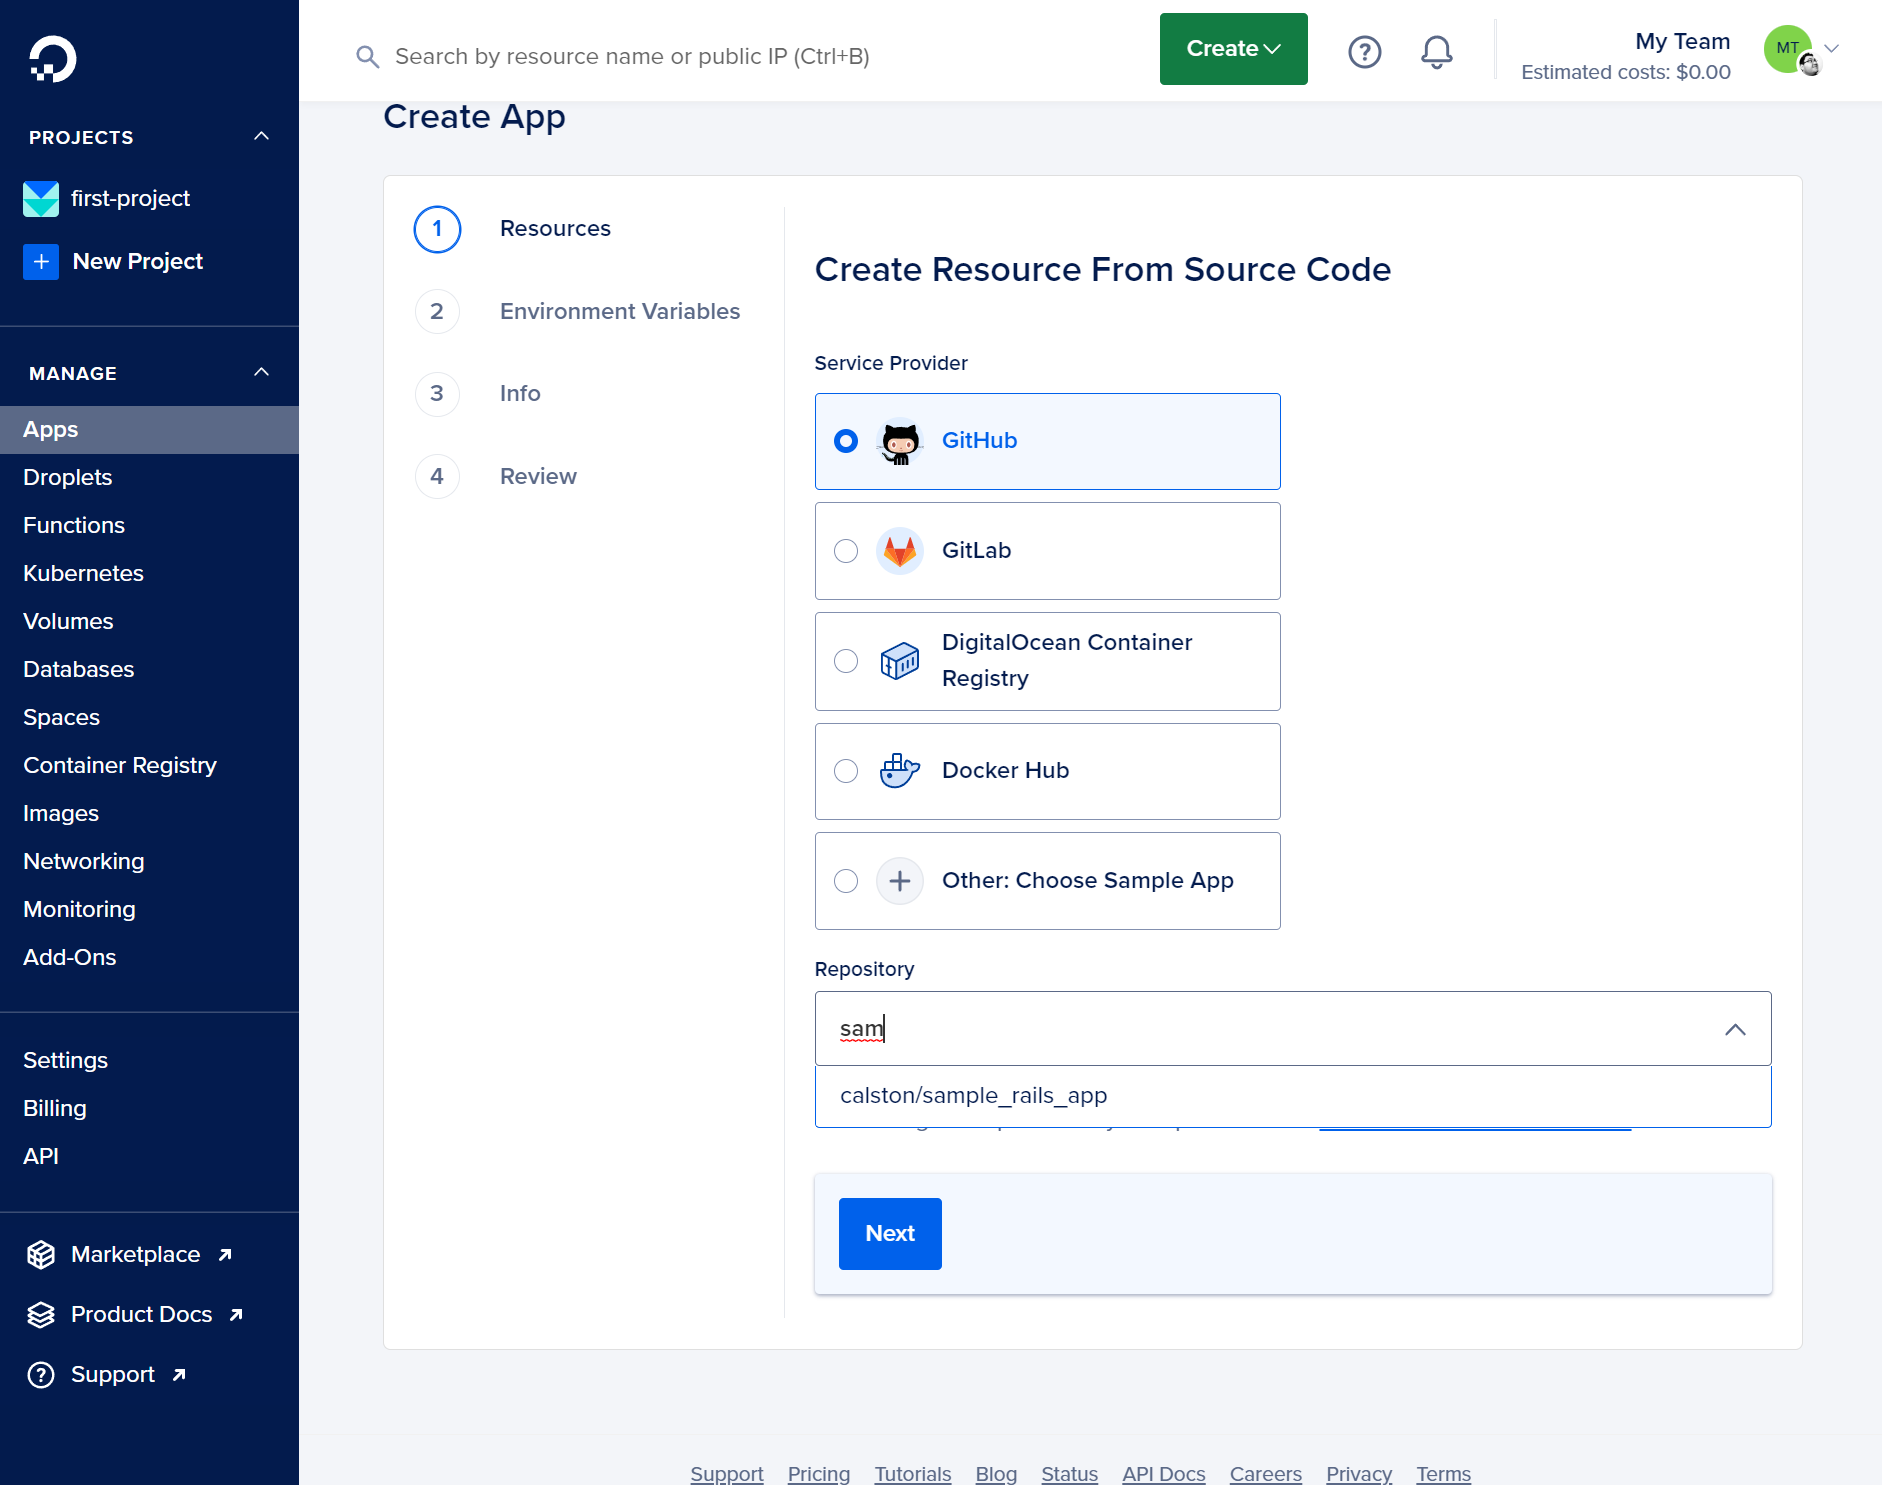 Search by resource name or public IP (Ctrl+B)
Create
?
My Team
Estimated costs: $0.00
MT
PROJECTS
first-project
New Project
MANAGE
Apps
Droplets
Functions
Kubernetes
Volumes
Databases
Spaces
Container Registry
Images
Networking
Monitoring
Add-Ons
Settings
Billing
API
Marketplace
Product Docs
Support
Create App
1 Resources
2 Environment Variables
3 Info
4 Review
Create Resource From Source Code
Service Provider
GitHub
GitLab
DigitalOcean Container
Registry
Docker Hub
Other: Choose Sample App
Repository
sam
calston/sample_rails_app
Next
Support Pricing Tutorials Blog Status API Docs Careers Privacy Terms